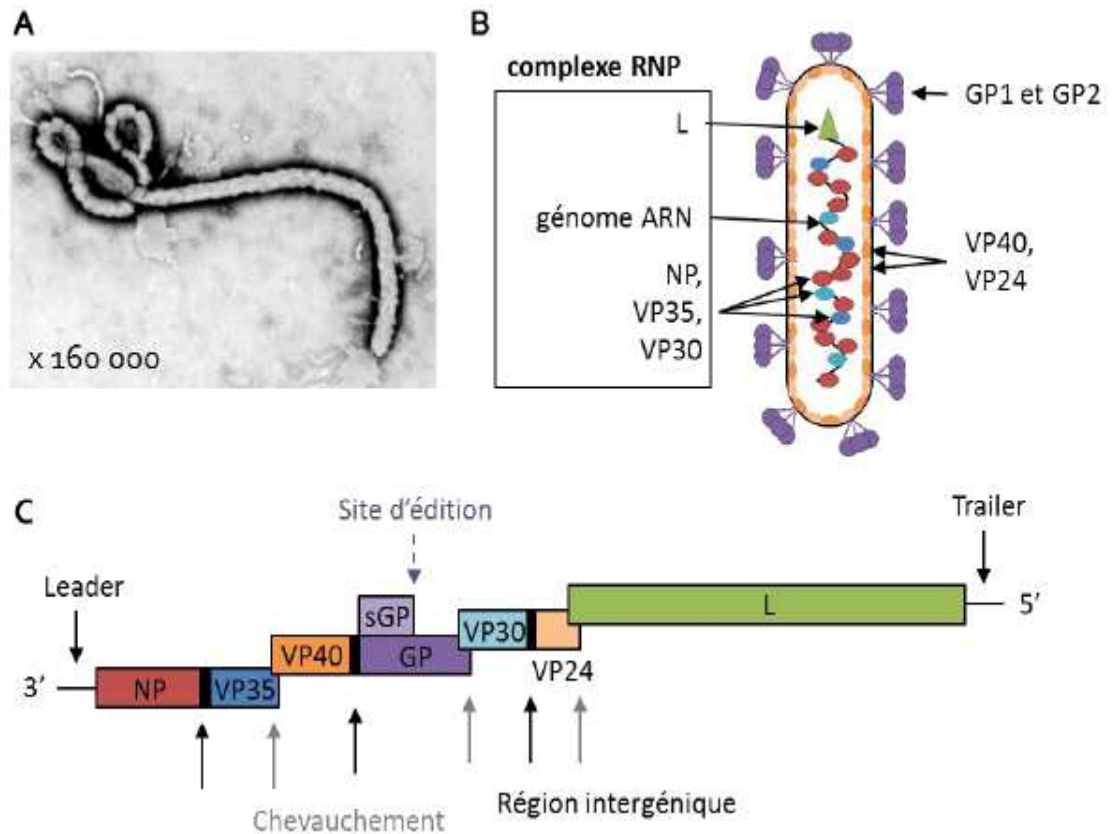 A
x 160 000
B
complexe RNP
L
génome ARN
NP,
VP35,
VP30
GP1 et GP2
VP40,
VP24
C
Site d'édition
Trailer
Leader
L
5'
sGP
VP30
VP40
GP
VP24
3'
NP
VP35
Chevauchement
Région intergénique